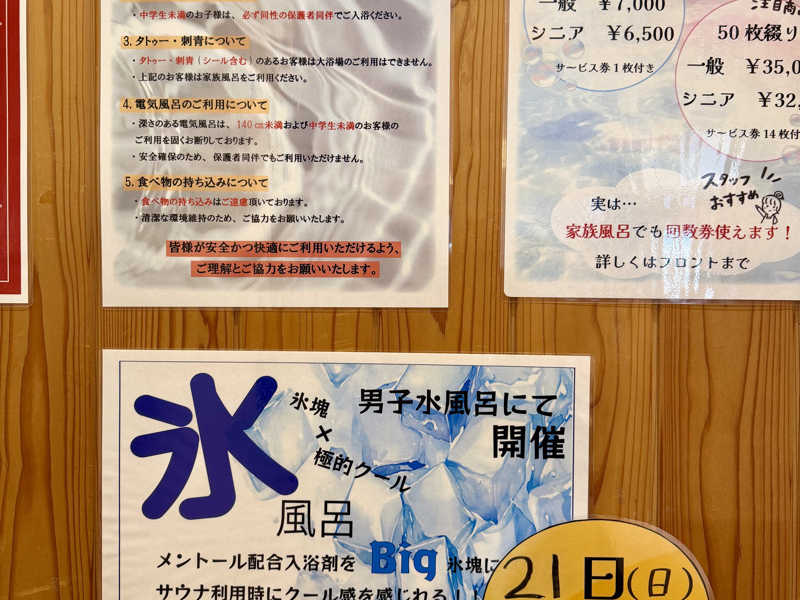 ・中学生未満のお子様は、必ず同性の保護者同伴でご入浴ください。
3. タトゥー・刺青について
・タトゥー・刺青(シール含む)のあるお客様は大浴場のご利用はできません。
・上記のお客様は家族風呂をご利用ください。
4. 電気風呂のご利用について
・深さのある電気風呂は、140㎝未満および中学生未満のお客様の
ご利用を固くお断りしております。
・安全確保のため、保護者同伴でもご利用いただけません。
5. 食べ物の持ち込みについて
・食べ物の持ち込みはご遠慮頂いております。
・清潔な環境維持のため、ご協力をお願いいたします。
皆様が安全かつ快適にご利用いただけるよう、
ご理解とご協力をお願いいたします。
一般 ¥7,000
シニア ¥6,500
サービス券1枚付き
50枚綴り
一般 ¥35,0
シニア ¥32,
サービス券14枚付
スタッフ
おすすめ
実は…
家族風呂でも回数券使えます!
詳しくはフロントまで
氷
風呂
氷塊
×
極的クール
男子水風呂にて
開催
メントール配合入浴剤を Big 氷塊に
サウナ利用時にクール感を感じれる!!
21日(日)